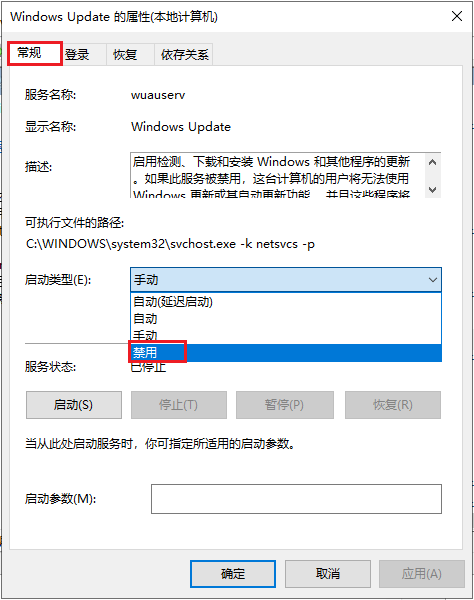 Windows Update 的属性(本地计算机)
常规 登录 恢复 依存关系
服务名称: wuauserv
显示名称: Windows Update
描述: 启用检测、下载和安装 Windows 和其他程序的更新
。如果此服务被禁用，这台计算机的用户将无法使用
Windows 更新或其自动更新功能，并且这些程序将
可执行文件的路径:
C:\WINDOWS\system32\svchost.exe -k netsvcs -p
启动类型(E): 手动
自动(延迟启动)
自动
手动
禁用
服务状态: 已停止
启动(S) 停止(T) 暂停(P) 恢复(R)
当从此处启动服务时，你可指定所适用的启动参数。
启动参数(M):
确定 取消 应用(A)